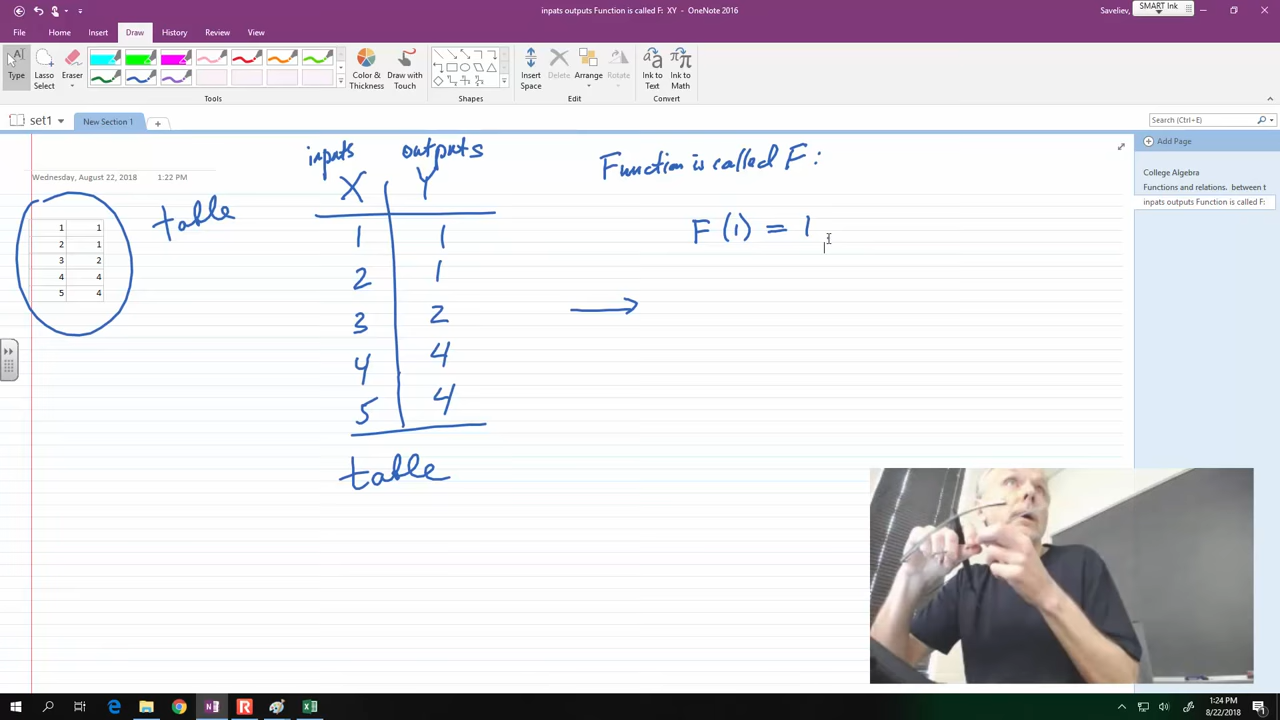 inpats outputs Function is called F: XY - OneNote 2016
Saveliev,
SMART Ink
File Home Insert Draw History Review View
Type
Lasso Select
Eraser
Color & Thickness
Draw with Touch
Insert Space
Delete
Arrange
Rotate
Ink to Text
Ink to Math
Tools
Shapes
Edit
Convert
set1
New Section 1
Search (Ctrl+E)
Add Page
College Algebra
Functions and relations. between t
inpats outputs Function is called F:
Wednesday, August 22, 2018 1:22 PM
1 1
2 1
3 2
4 4
5 4
table
inputs outputs
X Y
1 1
2 1
3 2
4 4
5 4
table
Function is called F:
F (1) = 1
1:24 PM
8/22/2018